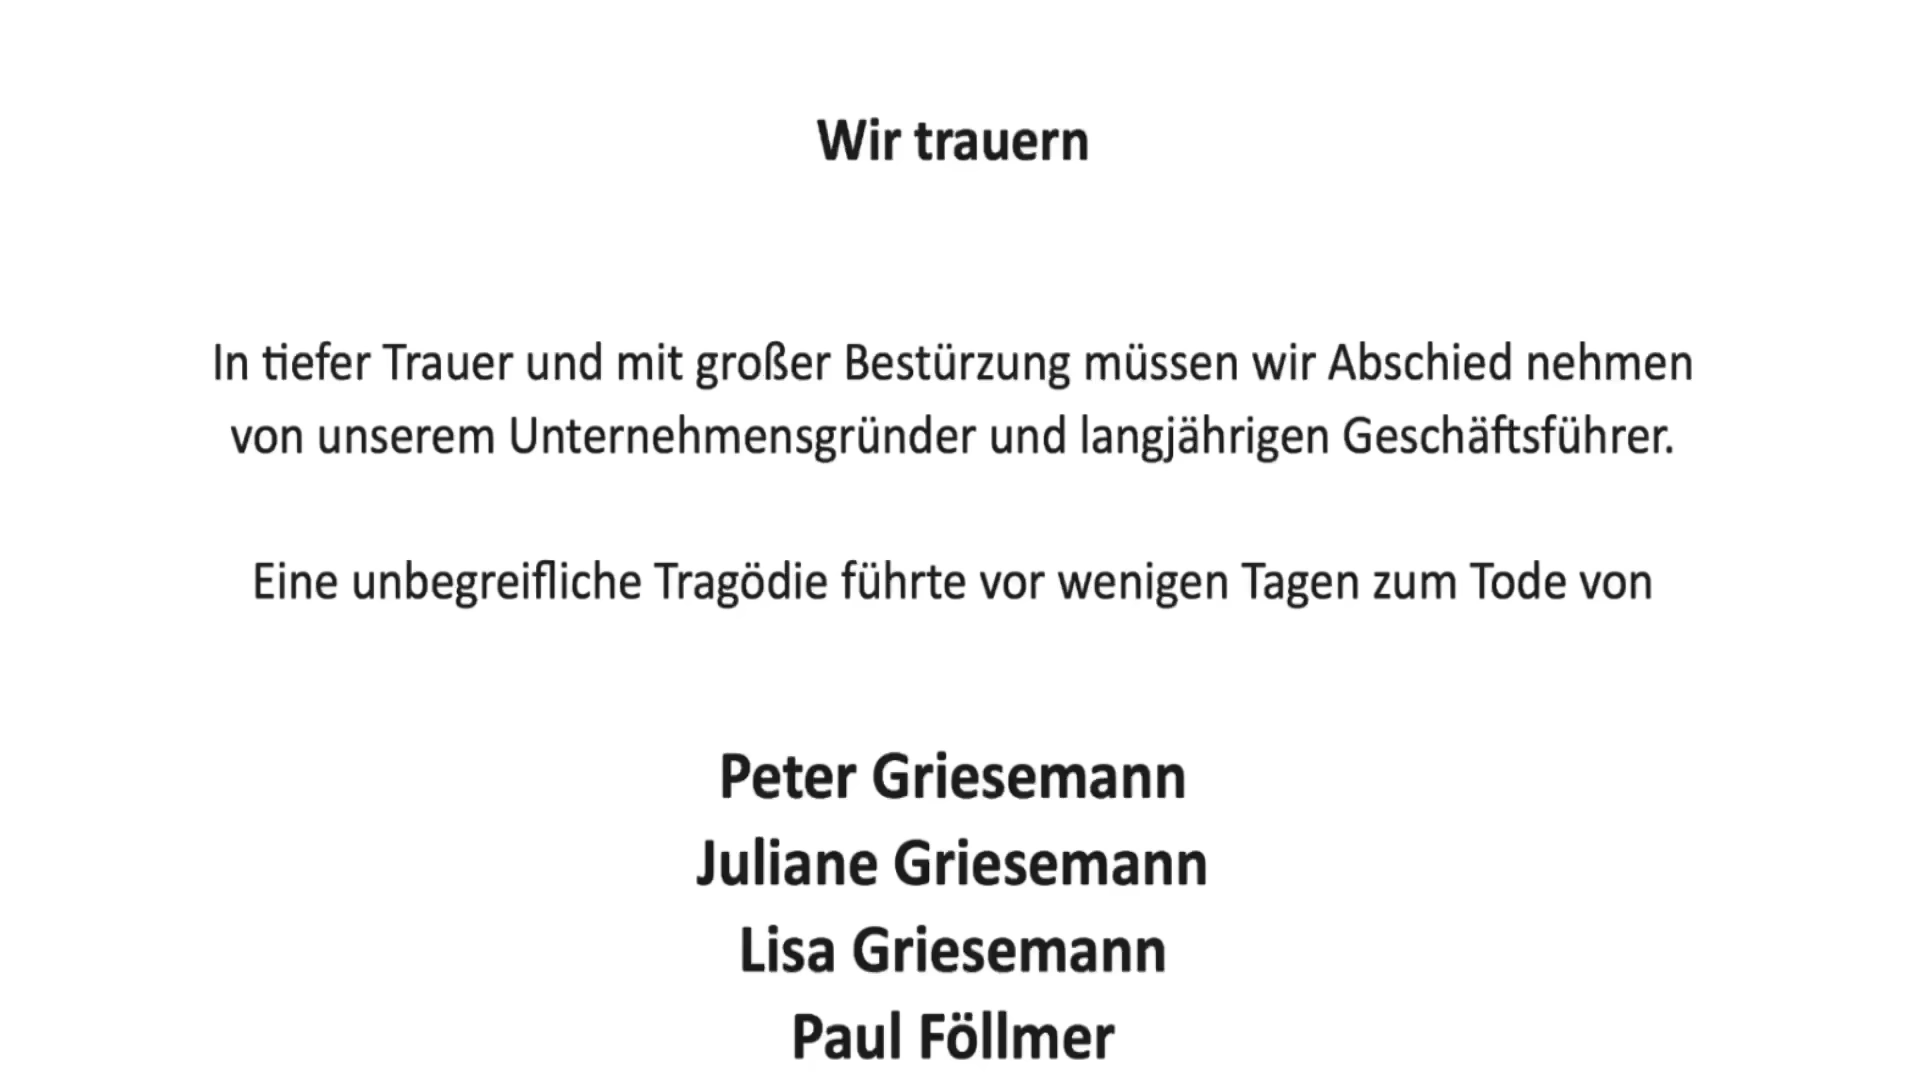 Wir trauern
In tiefer Trauer und mit großer Bestürzung müssen wir Abschied nehmen
von unserem Unternehmensgründer und langjährigen Geschäftsführer.
Eine unbegreifliche Tragödie führte vor wenigen Tagen zum Tode von
Peter Griesemann
Juliane Griesemann
Lisa Griesemann
Paul Föllmer